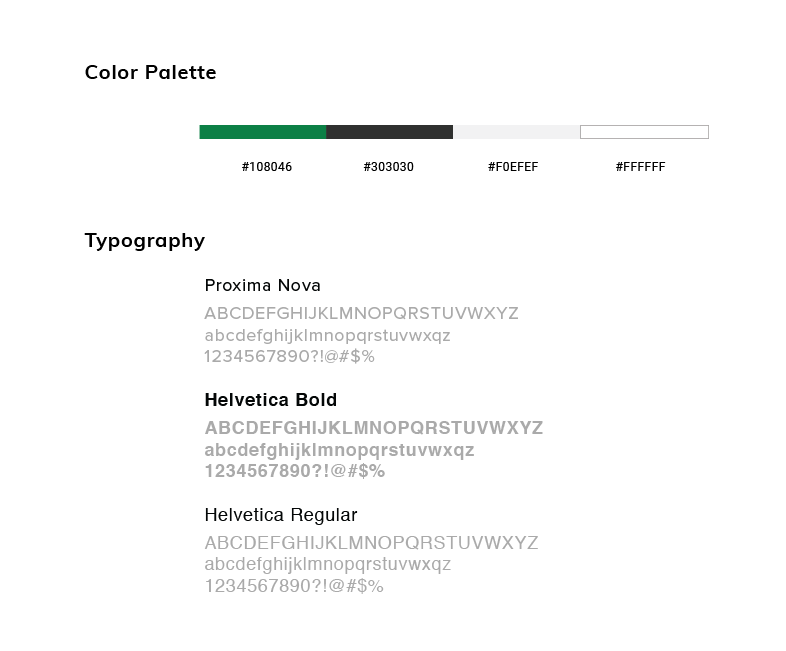 Color Palette
#108046 #303030 #F0EFEF #FFFFFF
Typography
Proxima Nova
ABCDEFGHIJKLMNOPQRSTUVWXYZ
abcdefghijklmnopqrstuvwxqz
1234567890?!@#$%
Helvetica Bold
ABCDEFGHIJKLMNOPQRSTUVWXYZ
abcdefghijklmnopqrstuvwxqz
1234567890?!@#$%
Helvetica Regular
ABCDEFGHIJKLMNOPQRSTUVWXYZ
abcdefghijklmnopqrstuvwxqz
1234567890?!@#$%